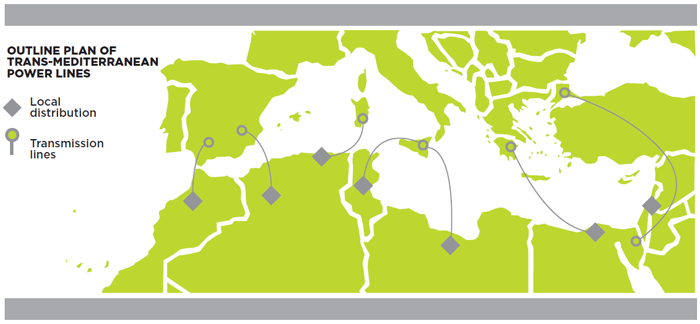 OUTLINE PLAN OF
TRANS-MEDITERRANEAN
POWER LINES
Local
distribution
Transmission
lines